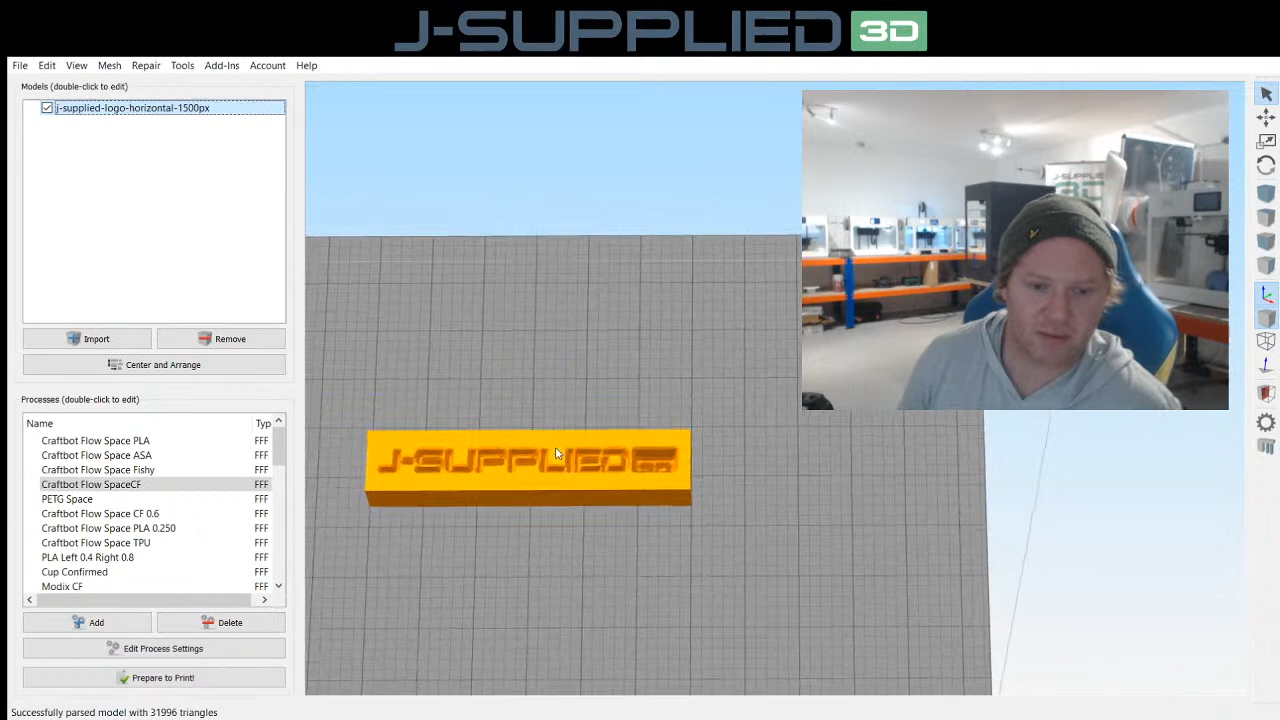 J-SUPPLIED 3D
File Edit View Mesh Repair Tools Add-Ins Account Help
Models (double-click to edit)
j-supplied-logo-horizontal-1500px
Import Remove
Center and Arrange
Processes (double-click to edit)
Name Typ
Craftbot Flow Space PLA FFF
Craftbot Flow Space ASA FFF
Craftbot Flow Space Fishy FFF
Craftbot Flow SpaceCF FFF
PETG Space FFF
Craftbot Flow Space CF 0.6 FFF
Craftbot Flow Space PLA 0.250 FFF
Craftbot Flow Space TPU FFF
PLA Left 0.4 Right 0.8 FFF
Cup Confirmed FFF
Modix CF FFF
Add Delete
Edit Process Settings
Prepare to Print!
Successfully parsed model with 31996 triangles
J-SUPPLIED
J-SUPPLIE